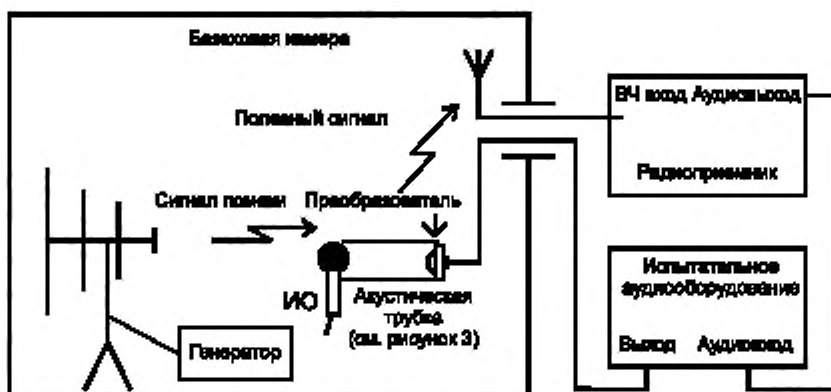 Безэховая камера
Полезный сигнал
ВЧ вход Аудиовыход
Радиоприемник
Сигнал помехи Преобразователь
ИО
Акустическая
трубка
(см. рисунок 3)
Генератор
Испытательное
аудиооборудование
Выход Аудиовход